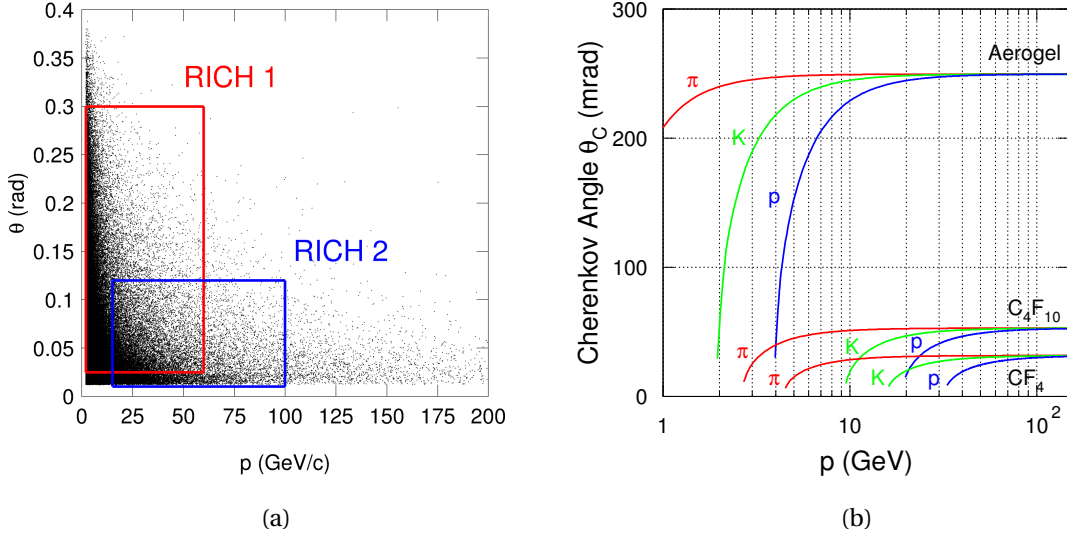 0.4
0.35
0.3
0.25
0.2
0.15
0.1
0.05
0
θ (rad)
RICH 1
RICH 2
0 25 50 75 100 125 150 175 200
p (GeV/c)
(a)
300
200
100
0
Cherenkov Angle θC (mrad)
Aerogel
π
K
p
C4F10
π K p
π K p CF4
1 10 10²
p (GeV)
(b)